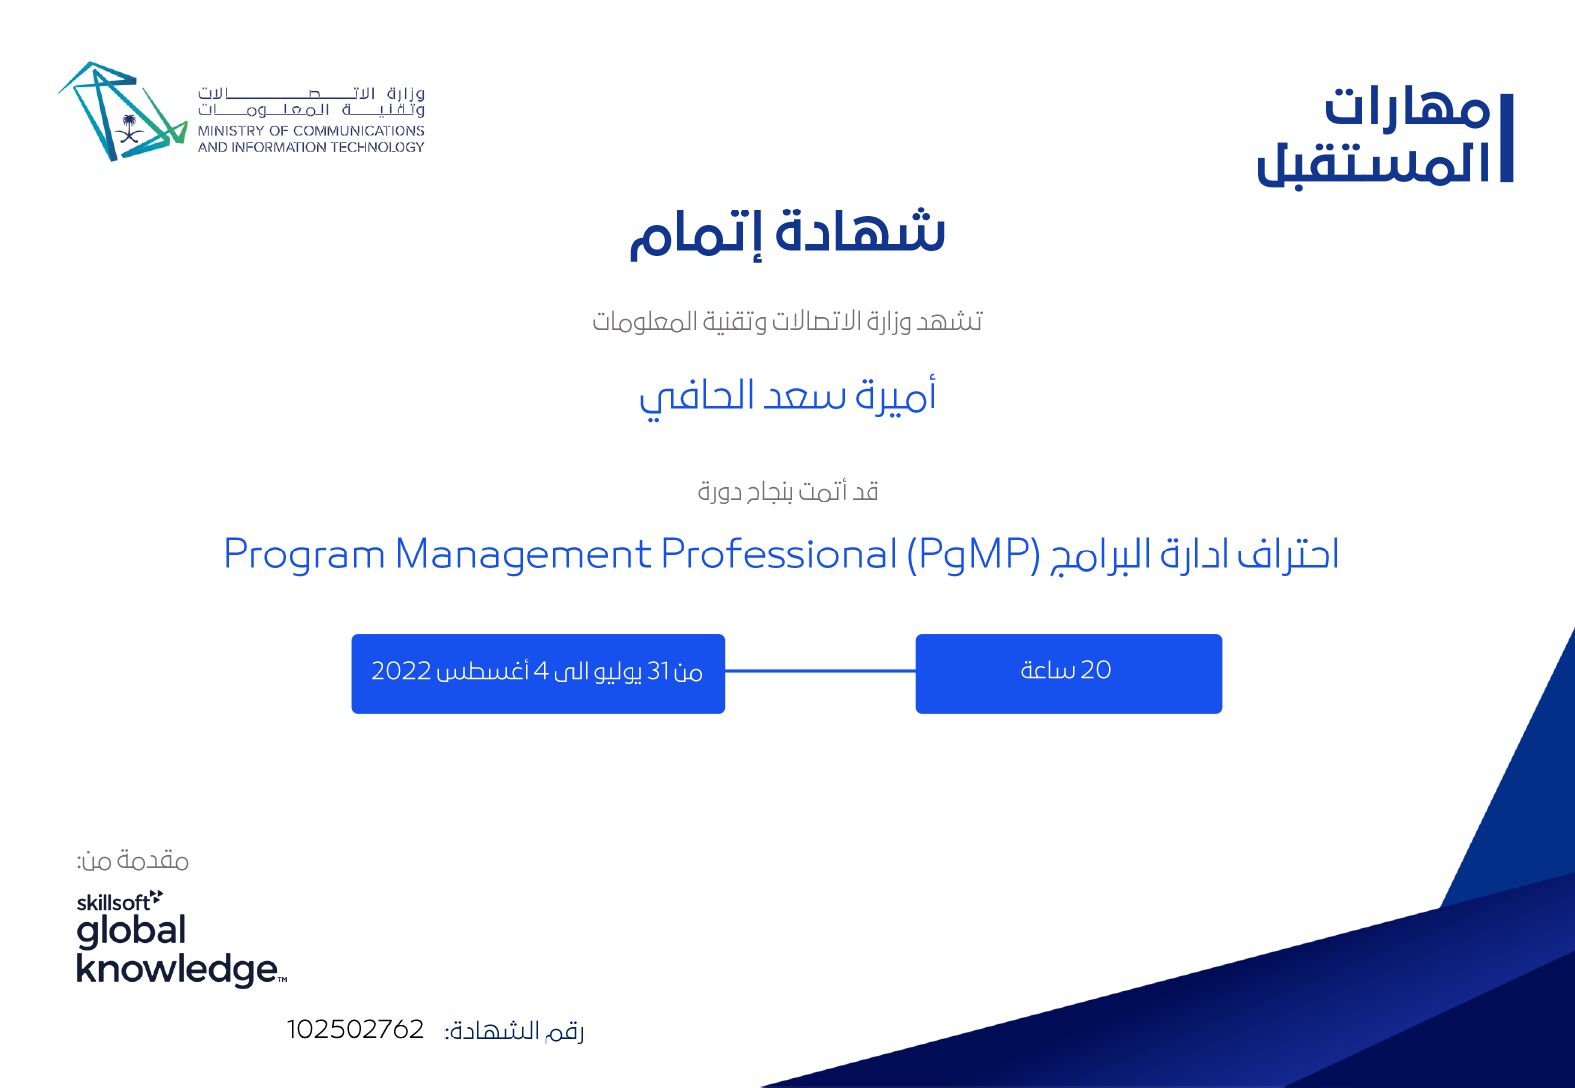 وزارة الاتصالات
وتقنية المعلومات
MINISTRY OF COMMUNICATIONS
AND INFORMATION TECHNOLOGY
مهارات
المستقبل
شهادة إتمام
تشهد وزارة الاتصالات وتقنية المعلومات
أميرة سعد الحافي
قد أتمت بنجاح دورة
احتراف ادارة البرامج Program Management Professional (PgMP)
20 ساعة
من 31 يوليو الى 4 أغسطس 2022
مقدمة من:
skillsoft
global
knowledge™
رقم الشهادة: 102502762